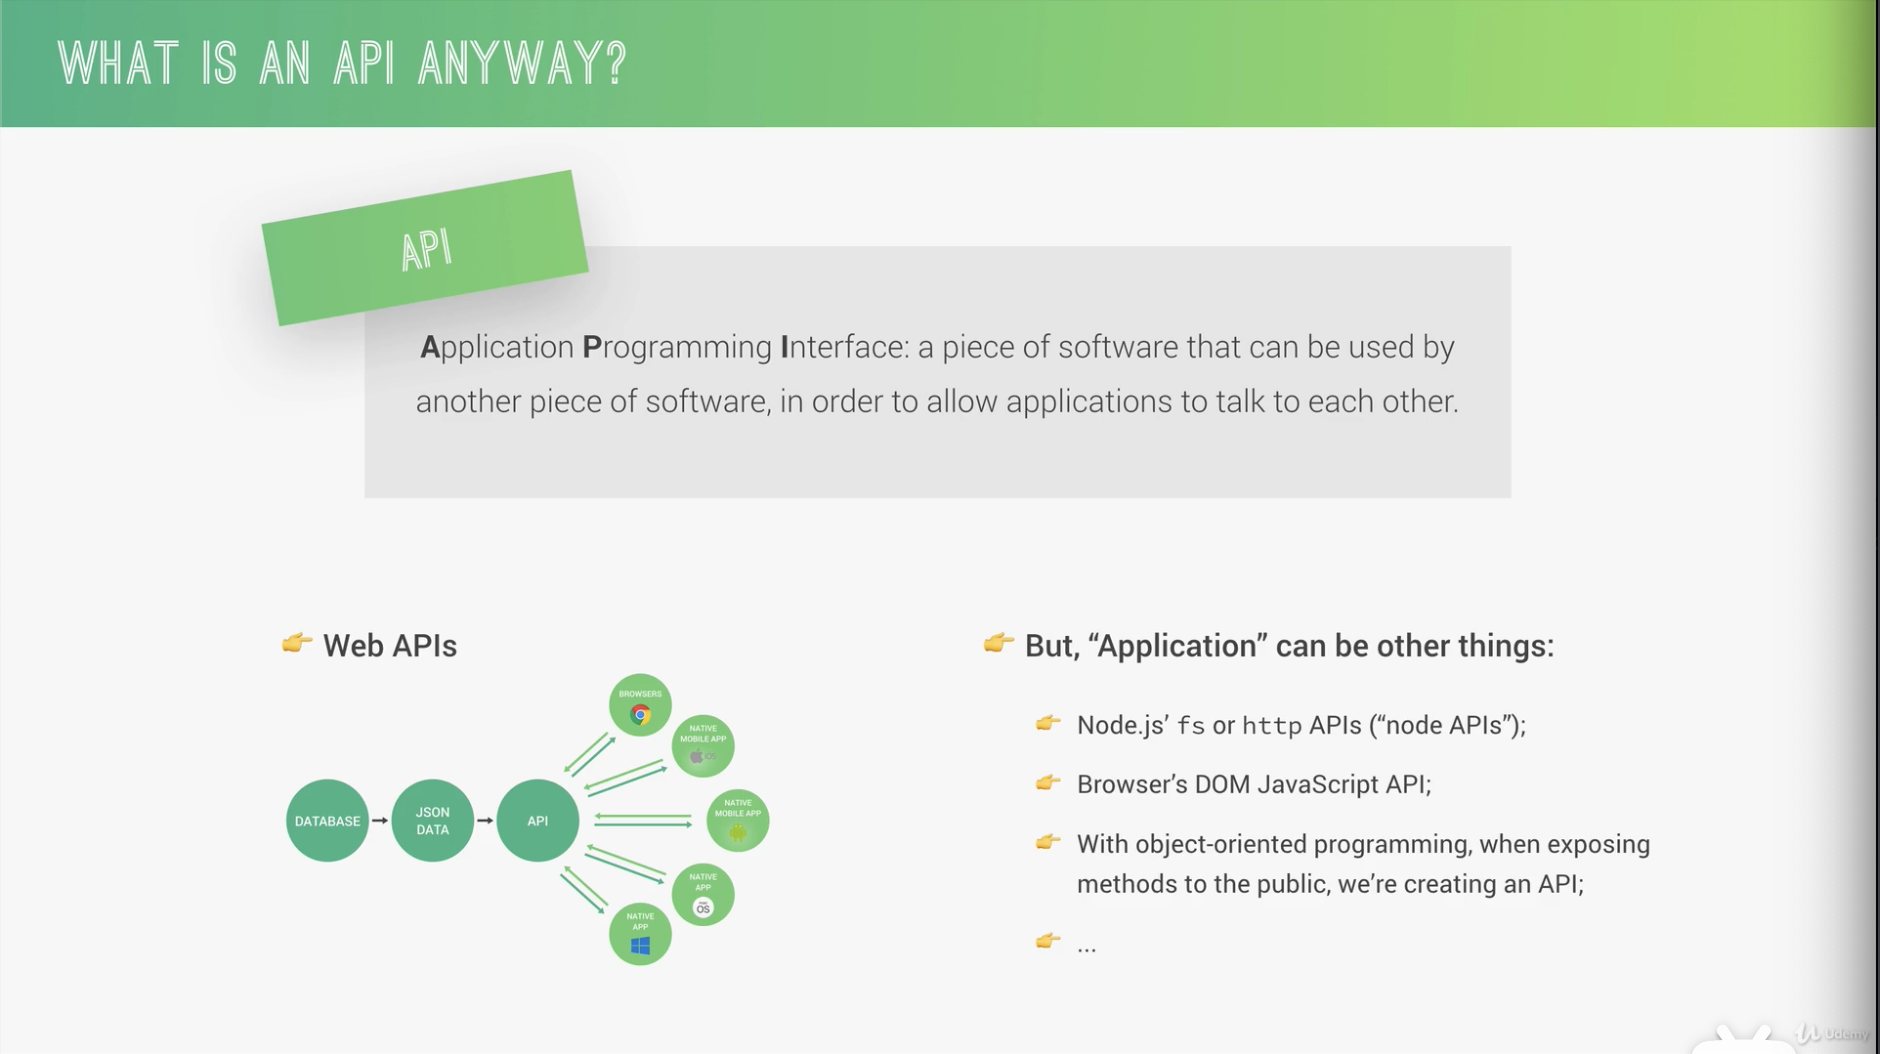 WHAT IS AN API ANYWAY?
API
Application Programming Interface: a piece of software that can be used by
another piece of software, in order to allow applications to talk to each other.
👉 Web APIs
DATABASE
JSON
DATA
API
BROWSERS
NATIVE
MOBILE APP
iOS
NATIVE
MOBILE APP
NATIVE
APP
macOS
NATIVE
APP
👉 But, “Application” can be other things:
👉 Node.js’ fs or http APIs (“node APIs”);
👉 Browser’s DOM JavaScript API;
👉 With object-oriented programming, when exposing
methods to the public, we’re creating an API;
👉 ...
Udemy